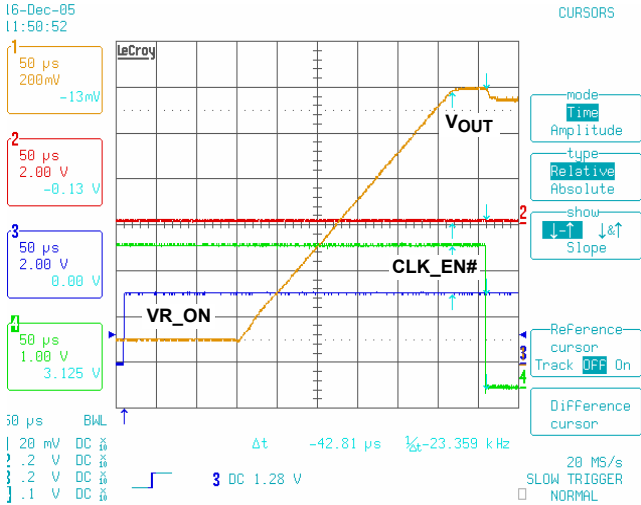 16-Dec-05
11:50:52
CURSORS
LeCroy
1
50 µs
200mV
-13mV
2
50 µs
2.00 V
-0.13 V
3
50 µs
2.00 V
0.00 V
4
50 µs
1.00 V
3.125 V
VOUT
CLK_EN#
VR_ON
2
3
4
mode
Time
Amplitude
type
Relative
Absolute
show
↓-↑ ↓&↑
Slope
Reference
cursor
Track OFF On
Difference
cursor
50 µs BWL
20 mV DC
.2 V DC
.2 V DC
.1 V DC
Δt -42.81 µs 1/Δt -23.359 kHz
3 DC 1.28 V
20 MS/s
SLOW TRIGGER
NORMAL